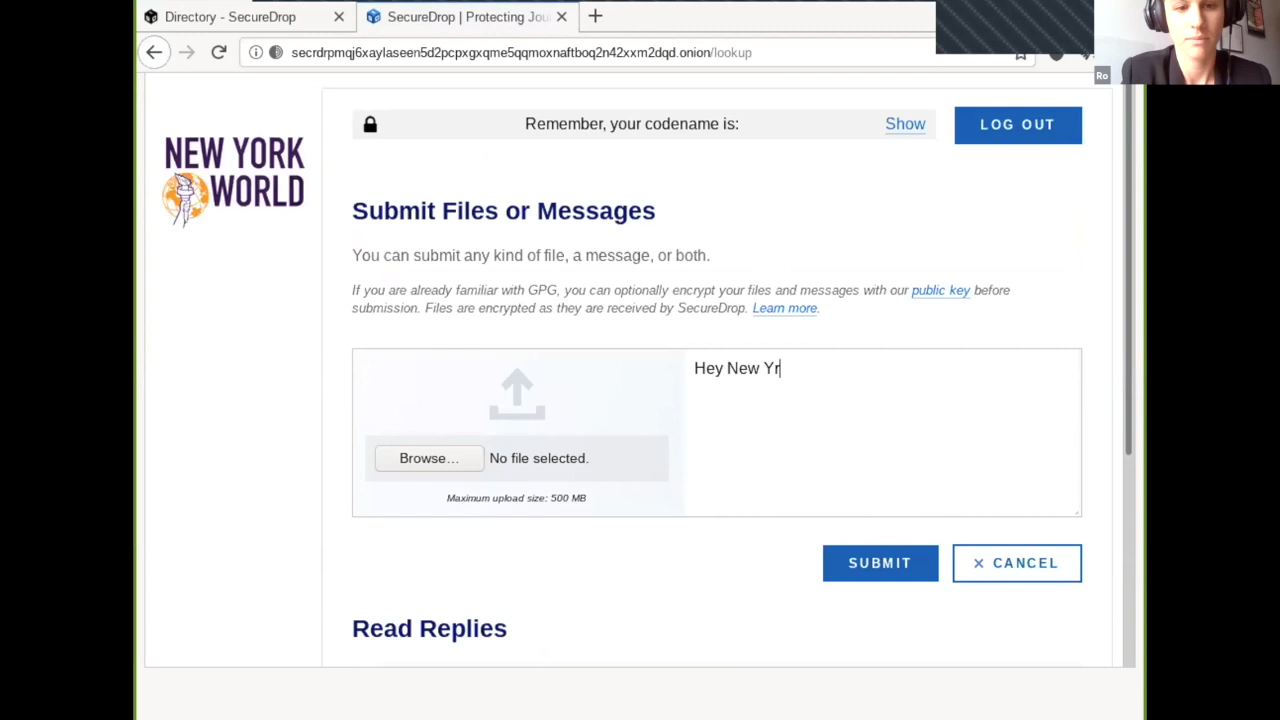 Directory - SecureDrop
SecureDrop | Protecting Jou
secrdrpmqj6xaylaseen5d2pcpxgxqme5qqmoxnaftboq2n42xxm2dqd.onion/lookup
Ro
NEW YORK
WORLD
Remember, your codename is:
Show
LOG OUT
Submit Files or Messages
You can submit any kind of file, a message, or both.
If you are already familiar with GPG, you can optionally encrypt your files and messages with our public key before
submission. Files are encrypted as they are received by SecureDrop. Learn more.
Hey New Yr
Browse…
No file selected.
Maximum upload size: 500 MB
SUBMIT
× CANCEL
Read Replies